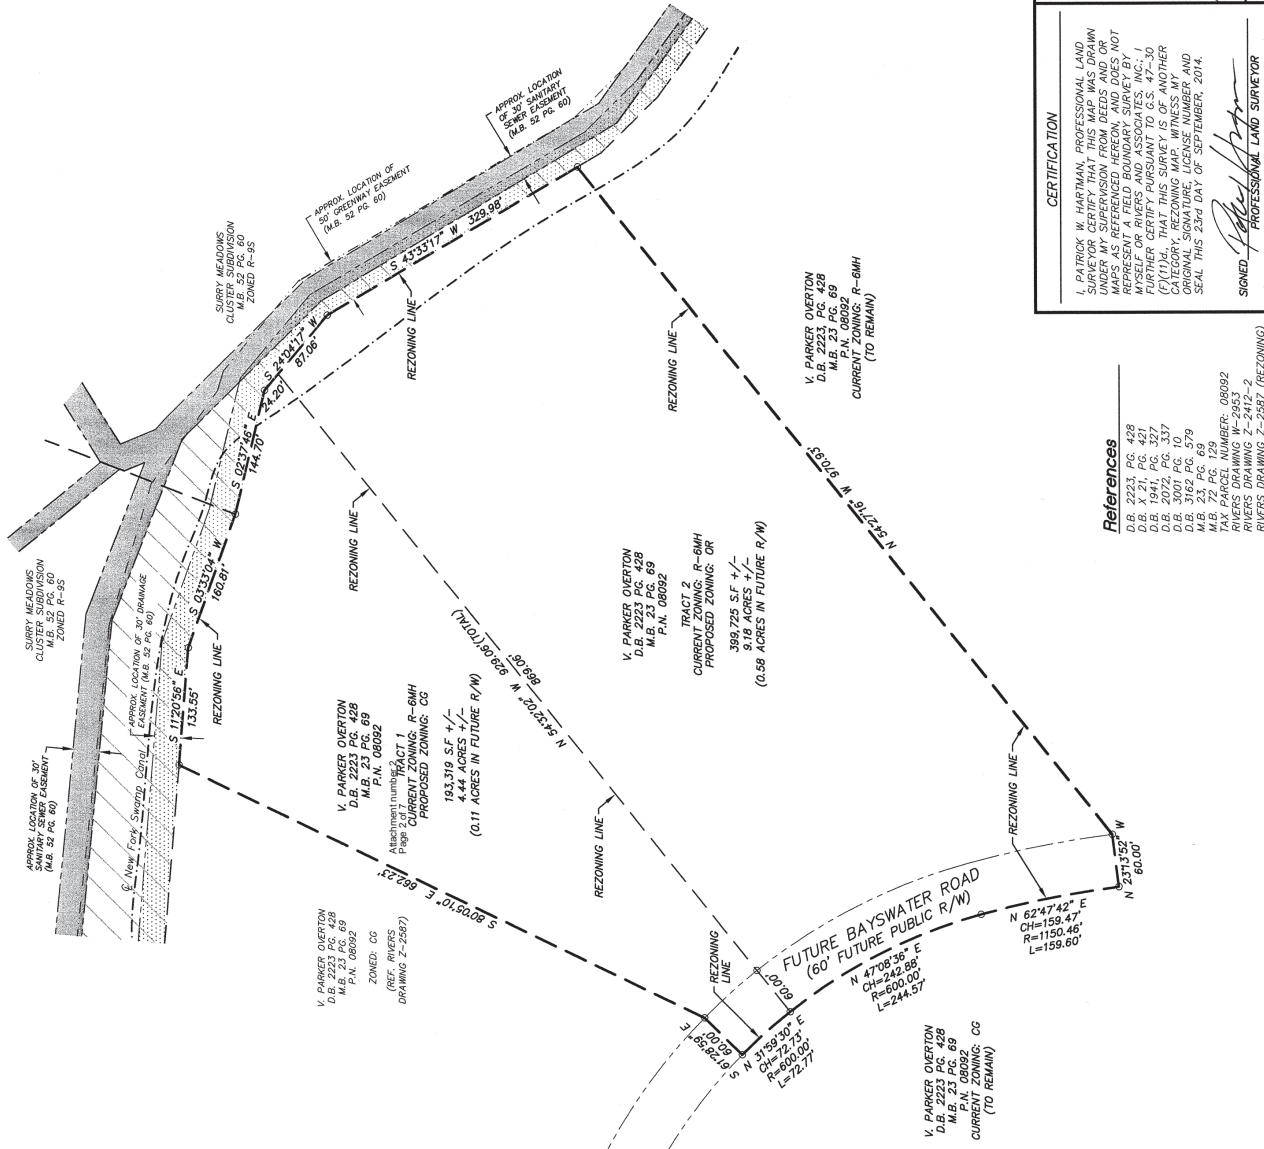 SURRY MEADOWS
CLUSTER SUBDIVISION
M.B. 52 PG. 60
ZONED R-9S
SURRY MEADOWS
CLUSTER SUBDIVISION
M.B. 52 PG. 60
ZONED R-9S
APPROX. LOCATION OF 30'
SANITARY SEWER EASEMENT
(M.B. 52 PG. 60)
APPROX. LOCATION OF 30' DRAINAGE
EASEMENT (M.B. 52 PG. 60)
New Fork Swamp Canal
APPROX. LOCATION OF
50' GREENWAY EASEMENT
(M.B. 52 PG. 60)
APPROX. LOCATION
OF 30' SANITARY
SEWER EASEMENT
(M.B. 52 PG. 60)
S 11°20'56" E
133.55'
S 03°33'04" W
160.81'
S 02°37'46" E
144.70'
24.20'
S 24°04'17" W
87.06'
S 43°33'17" W 329.98'
REZONING LINE
REZONING LINE
REZONING LINE
REZONING LINE
REZONING LINE
REZONING LINE
REZONING
LINE
N 54°32'02" W 929.06'(TOTAL)
869.06'
N 54°27'16" W 970.93'
S 80°05'10" E 662.23'
V. PARKER OVERTON
D.B. 2223 PG. 428
M.B. 23 PG. 69
P.N. 08092
ZONED: CG
(REF. RIVERS
DRAWING Z-2587)
V. PARKER OVERTON
D.B. 2223 PG. 428
M.B. 23 PG. 69
P.N. 08092
Attachment number 2
Page 2 of 7
TRACT 1
CURRENT ZONING: R-6MH
PROPOSED ZONING: CG
193,319 S.F +/-
4.44 ACRES +/-
(0.11 ACRES IN FUTURE R/W)
V. PARKER OVERTON
D.B. 2223 PG. 428
M.B. 23 PG. 69
P.N. 08092
TRACT 2
CURRENT ZONING: R-6MH
PROPOSED ZONING: OR
399,725 S.F +/-
9.18 ACRES +/-
(0.58 ACRES IN FUTURE R/W)
V. PARKER OVERTON
D.B. 2223, PG. 428
M.B. 23 PG. 69
P.N. 08092
CURRENT ZONING: R-6MH
(TO REMAIN)
FUTURE BAYSWATER ROAD
(60' FUTURE PUBLIC R/W)
S 61°28'59" E
60.00'
60.00'
N 31°59'30" E
CH=72.73'
R=600.00'
L=72.77'
N 47°08'36" E
CH=242.88'
R=600.00'
L=244.57'
N 62°47'42" E
CH=159.47'
R=1150.46'
L=159.60'
N 23°13'52" W
60.00'
V. PARKER OVERTON
D.B. 2223 PG. 428
M.B. 23 PG. 69
P.N. 08092
CURRENT ZONING: CG
(TO REMAIN)
References
D.B. 2223, PG. 428
D.B. X 21, PG. 421
D.B. 1941, PG. 327
D.B. 2072, PG. 337
D.B. 3001 PG. 10
D.B. 3162 PG. 579
M.B. 23, PG. 69
M.B. 72 PG. 129
TAX PARCEL NUMBER: 08092
RIVERS DRAWING W-2953
RIVERS DRAWING Z-2412-2
RIVERS DRAWING Z-2587 (REZONING)
CERTIFICATION
I, PATRICK W. HARTMAN, PROFESSIONAL LAND
SURVEYOR CERTIFY THAT THIS MAP WAS DRAWN
UNDER MY SUPERVISION FROM DEEDS AND OR
MAPS AS REFERENCED HEREON, AND DOES NOT
REPRESENT A FIELD BOUNDARY SURVEY BY
MYSELF OR RIVERS AND ASSOCIATES, INC.; I
FURTHER CERTIFY PURSUANT TO G.S. 47-30
(F)(11)d, THAT THIS SURVEY IS OF ANOTHER
CATEGORY, REZONING MAP. WITNESS MY
ORIGINAL SIGNATURE, LICENSE NUMBER AND
SEAL THIS 23rd DAY OF SEPTEMBER, 2014.
SIGNED
PROFESSIONAL LAND SURVEYOR